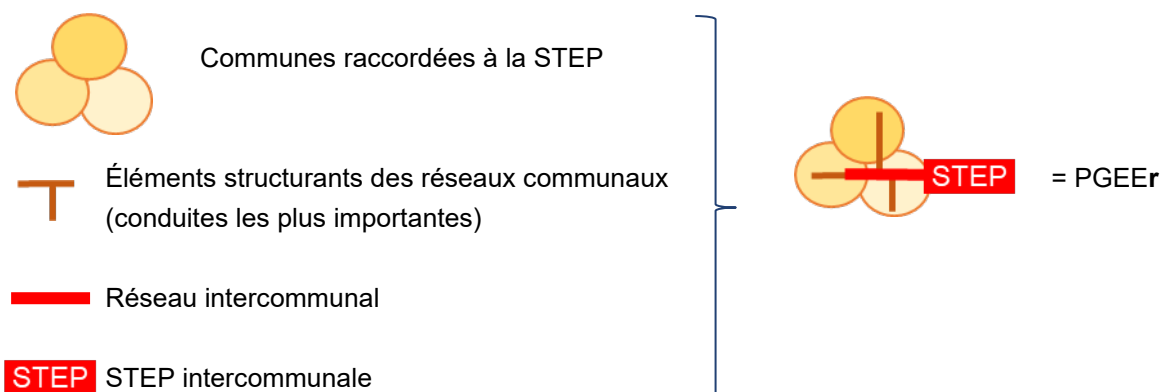 Communes raccordées à la STEP
Éléments structurants des réseaux communaux
(conduites les plus importantes)
Réseau intercommunal
STEP STEP intercommunale
STEP = PGEEr